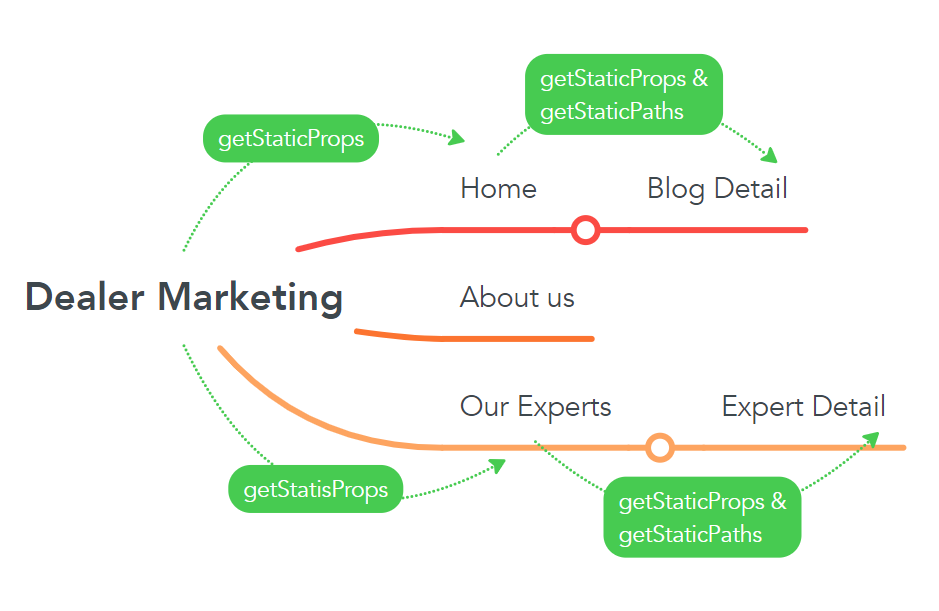 getStaticProps &
getStaticPaths
getStaticProps
Home
Blog Detail
Dealer Marketing
About us
Our Experts
Expert Detail
getStatisProps
getStaticProps &
getStaticPaths